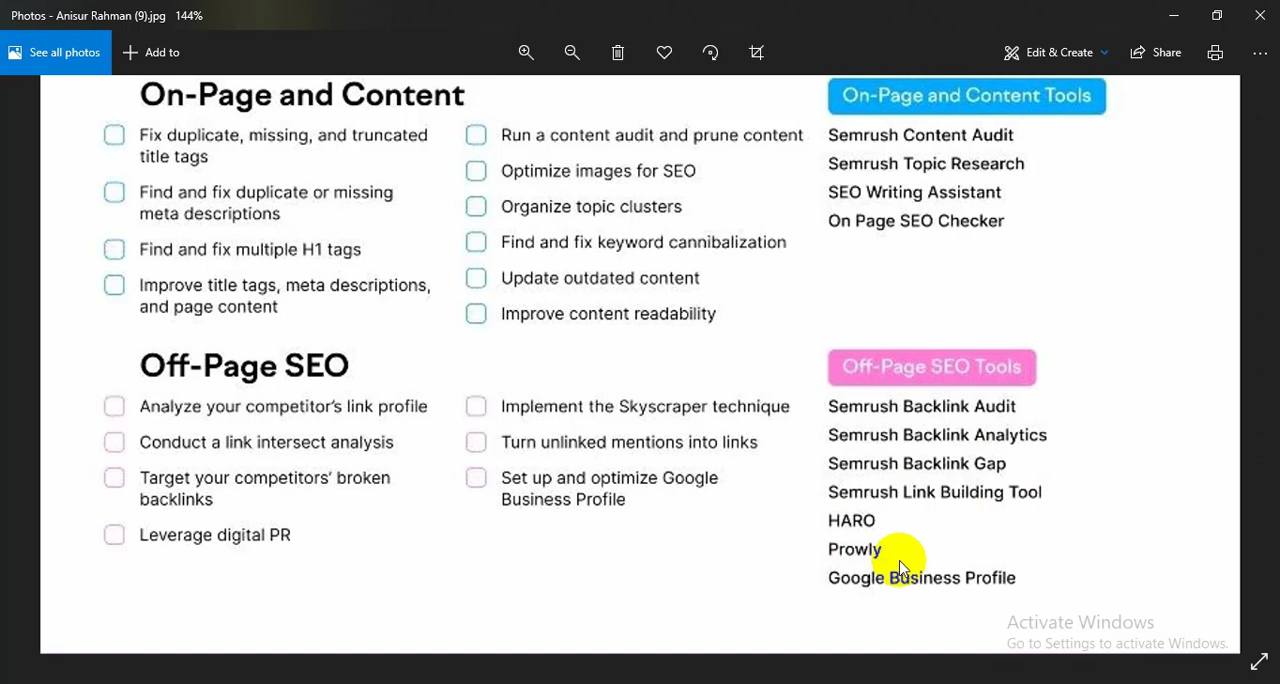 Photos - Anisur Rahman (9).jpg 144%
See all photos
Add to
Edit & Create
Share
On-Page and Content
Fix duplicate, missing, and truncated
title tags
Find and fix duplicate or missing
meta descriptions
Find and fix multiple H1 tags
Improve title tags, meta descriptions,
and page content
Run a content audit and prune content
Optimize images for SEO
Organize topic clusters
Find and fix keyword cannibalization
Update outdated content
Improve content readability
On-Page and Content Tools
Semrush Content Audit
Semrush Topic Research
SEO Writing Assistant
On Page SEO Checker
Off-Page SEO
Analyze your competitor's link profile
Conduct a link intersect analysis
Target your competitors' broken
backlinks
Leverage digital PR
Implement the Skyscraper technique
Turn unlinked mentions into links
Set up and optimize Google
Business Profile
Off-Page SEO Tools
Semrush Backlink Audit
Semrush Backlink Analytics
Semrush Backlink Gap
Semrush Link Building Tool
HARO
Prowly
Google Business Profile
Activate Windows
Go to Settings to activate Windows.